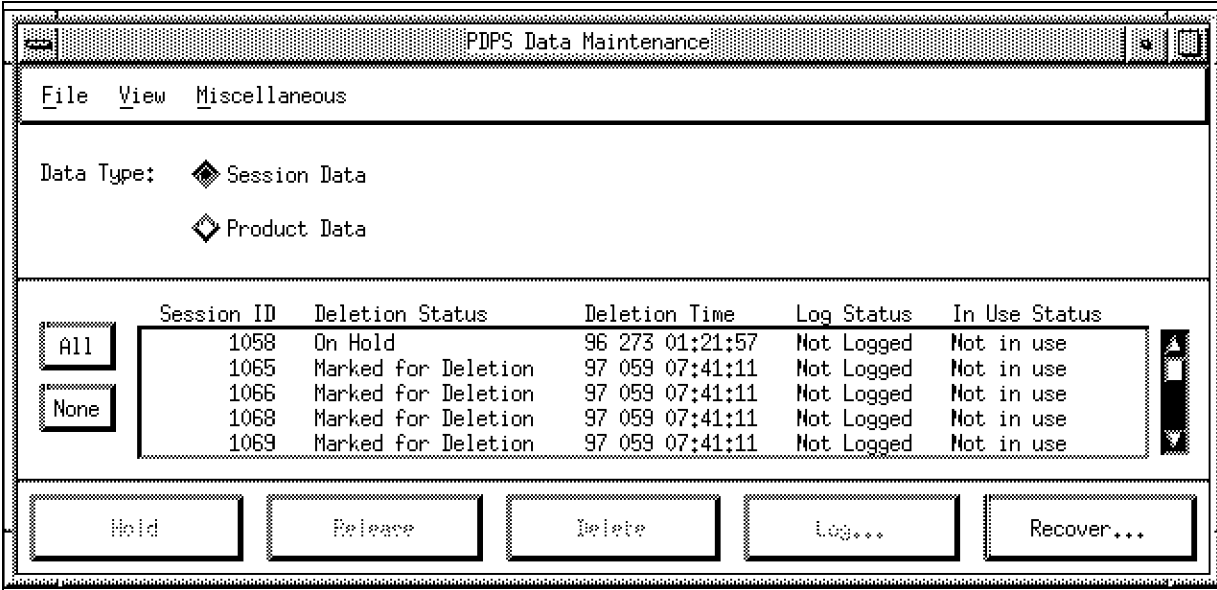 PDPS Data Maintenance
File View Miscellaneous
Data Type: Session Data
Product Data
Session ID Deletion Status Deletion Time Log Status In Use Status
All
1058 On Hold 96 273 01:21:57 Not Logged Not in use
1065 Marked for Deletion 97 059 07:41:11 Not Logged Not in use
1066 Marked for Deletion 97 059 07:41:11 Not Logged Not in use
None
1068 Marked for Deletion 97 059 07:41:11 Not Logged Not in use
1069 Marked for Deletion 97 059 07:41:11 Not Logged Not in use
Hold Release Delete Log... Recover...